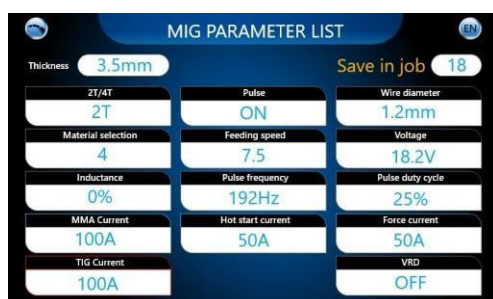 MIG PARAMETER LIST
EN
Thickness 3.5mm Save in job 18
2T/4T Pulse Wire diameter
2T ON 1.2mm
Material selection Feeding speed Voltage
4 7.5 18.2V
Inductance Pulse frequency Pulse duty cycle
0% 192Hz 25%
MMA Current Hot start current Force current
100A 50A 50A
TIG Current VRD
100A OFF